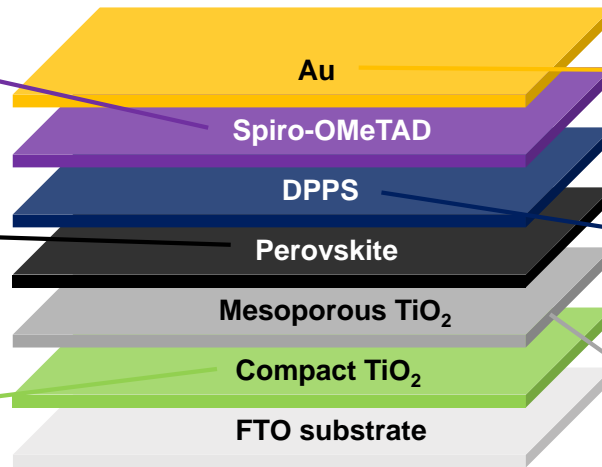 Au
Spiro-OMeTAD
DPPS
Perovskite
Mesoporous TiO₂
Compact TiO₂
FTO substrate